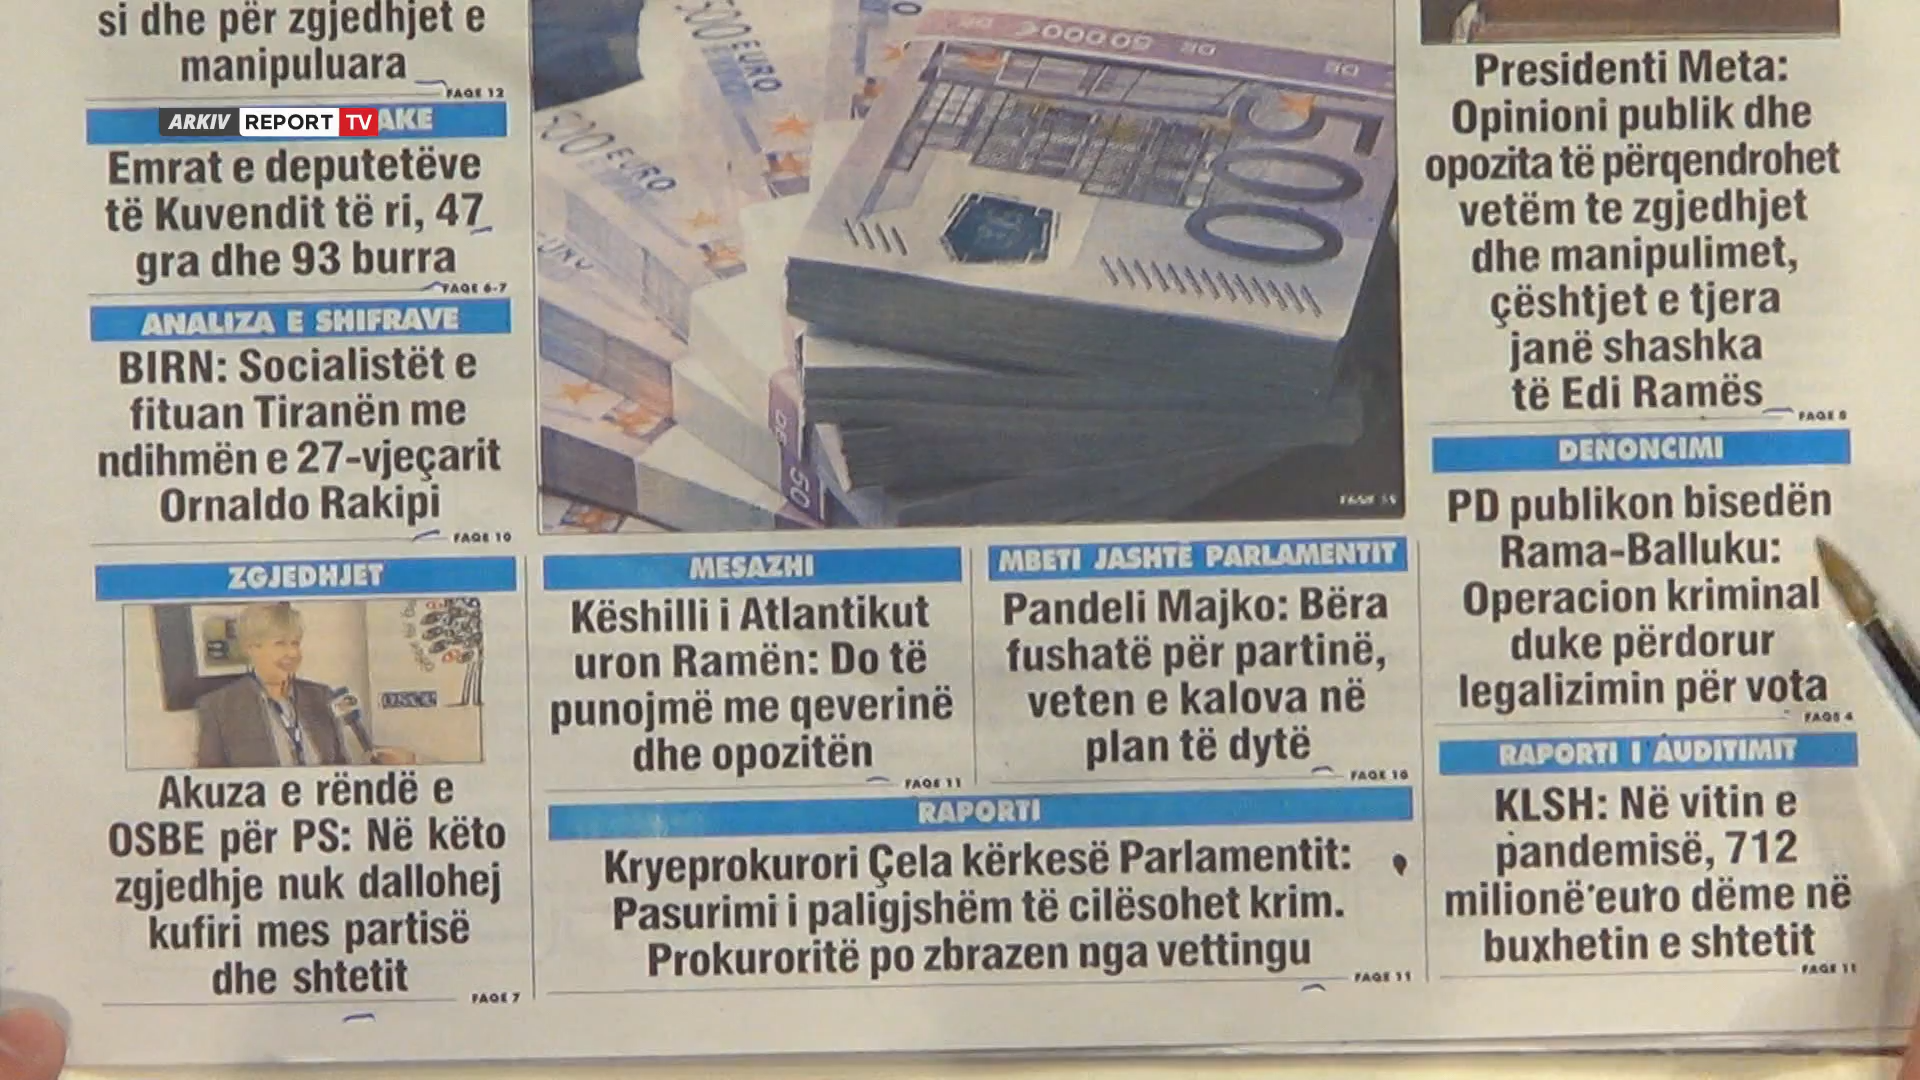 si dhe për zgjedhjet e
manipuluara
FAQE 12
ARKIV REPORT TV
AKE
Emrat e deputetëve
të Kuvendit të ri, 47
gra dhe 93 burra
FAQE 6-7
ANALIZA E SHIFRAVE
BIRN: Socialistët e
fituan Tiranën me
ndihmën e 27-vjeçarit
Ornaldo Rakipi
FAQE 10
ZGJEDHJET
Akuza e rëndë e
OSBE për PS: Në këto
zgjedhje nuk dallohej
kufiri mes partisë
dhe shtetit
FAQE 7
500 EURO
500 EURO
50000€
500
MESAZHI
Këshilli i Atlantikut
uron Ramën: Do të
punojmë me qeverinë
dhe opozitën
FAQE 11
MBETI JASHTË PARLAMENTIT
Pandeli Majko: Bëra
fushatë për partinë,
veten e kalova në
plan të dytë
FAQE 10
RAPORTI
Kryeprokurori Çela kërkesë Parlamentit:
Pasurimi i paligjshëm të cilësohet krim.
Prokuroritë po zbrazen nga vettingu
FAQE 11
Presidenti Meta:
Opinioni publik dhe
opozita të përqendrohet
vetëm te zgjedhjet
dhe manipulimet,
çështjet e tjera
janë shashka
të Edi Ramës
FAQE 8
DENONCIMI
PD publikon bisedën
Rama-Balluku:
Operacion kriminal
duke përdorur
legalizimin për vota
FAQE 4
RAPORTI I AUDITIMIT
KLSH: Në vitin e
pandemisë, 712
milionë euro dëme në
buxhetin e shtetit
FAQE 11